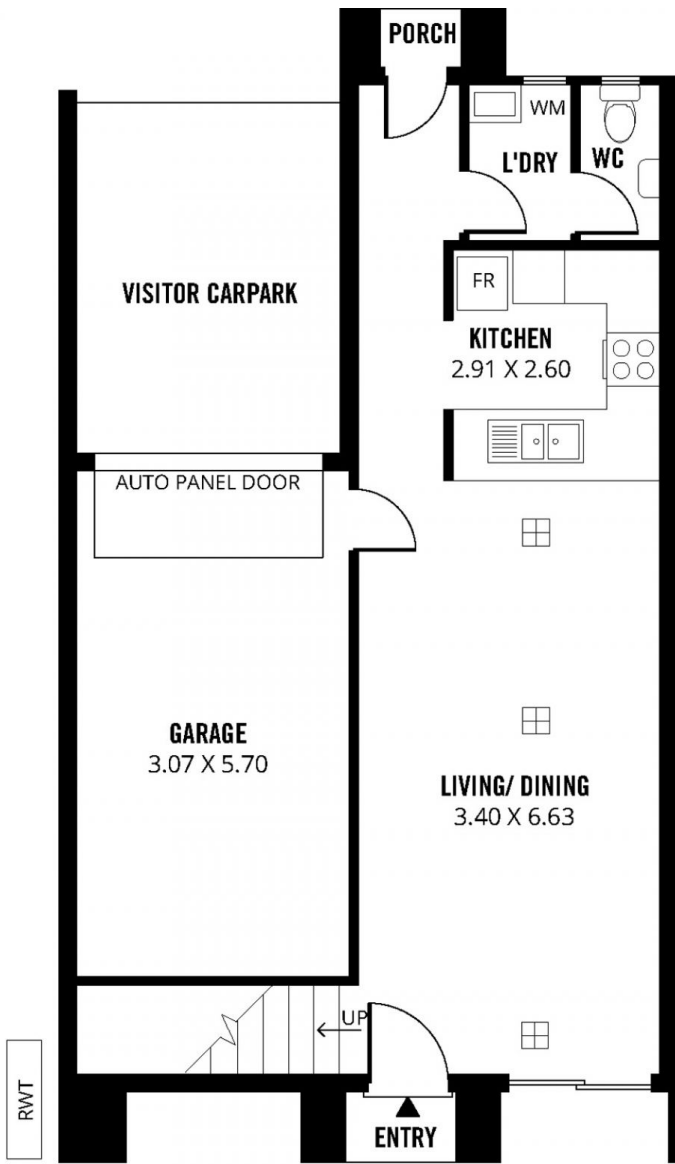 PORCH
WM
L'DRY
WC
VISITOR CARPARK
FR
KITCHEN
2.91 X 2.60
AUTO PANEL DOOR
GARAGE
3.07 X 5.70
LIVING/ DINING
3.40 X 6.63
UP
RWT
ENTRY